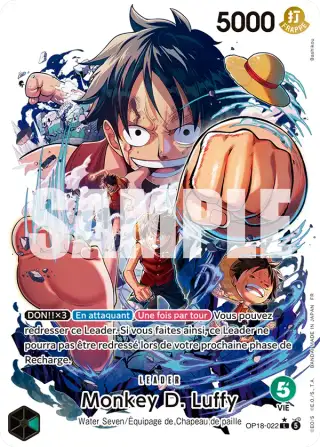 5000
打
FRAPPE
SAMPLE
DON!!×3 En attaquant Une fois par tour Vous pouvez
redresser ce Leader. Si vous faites ainsi, ce Leader ne
pourra pas être redressé lors de votre prochaine phase de
Recharge.
LEADER
Monkey D. Luffy
Water Seven/Équipage de Chapeau de paille
5
VIE
OP18-022 L